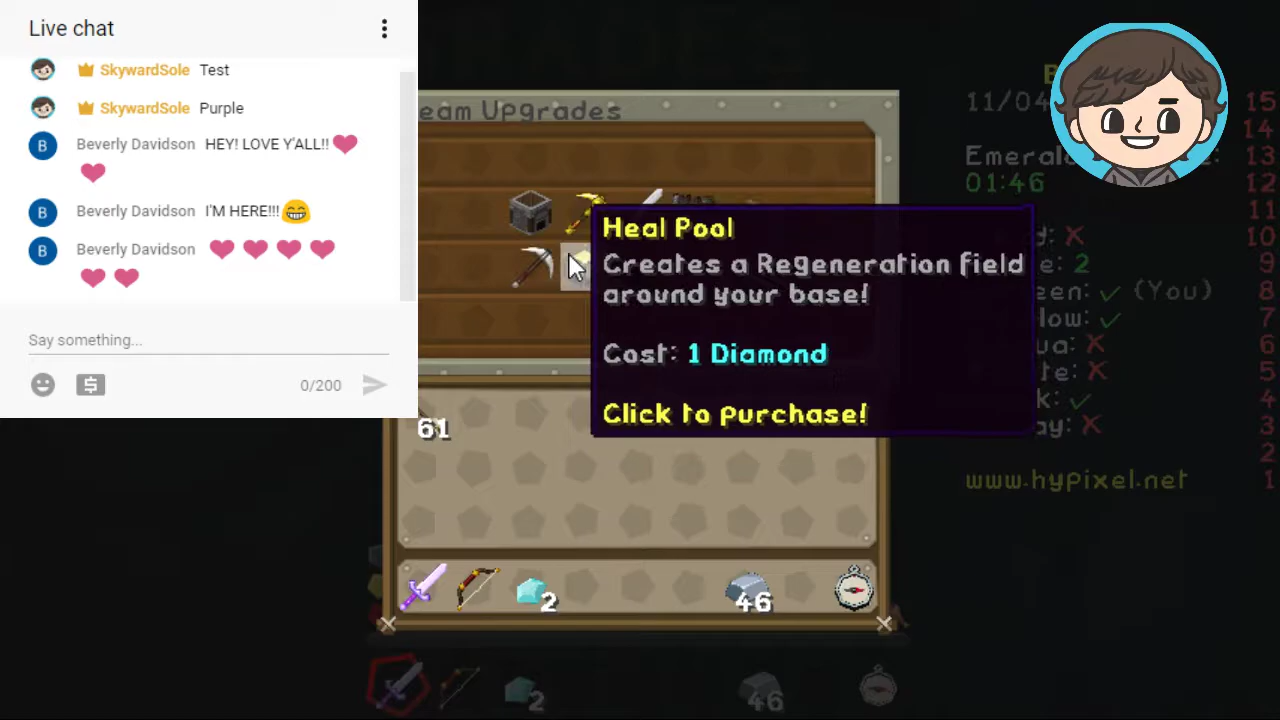 Live chat
SkywardSole Test
SkywardSole Purple
B Beverly Davidson HEY! LOVE Y'ALL!! ❤
❤
B Beverly Davidson I'M HERE!!! 😁
B Beverly Davidson ❤ ❤ ❤ ❤
❤ ❤
Say something...
0/200
eam Upgrades
Heal Pool
Creates a Regeneration field
around your base!
Cost: 1 Diamond
Click to purchase!
61
2
46
2
46
B
11/04
15
14
Emeral
:
13
01:46
12
11
d: X
10
e: 2
9
een: ✓ (You)
8
low: ✓
7
ua: X
6
te: X
5
k: ✓
4
ay: X
3
2
www.hypixel.net
1